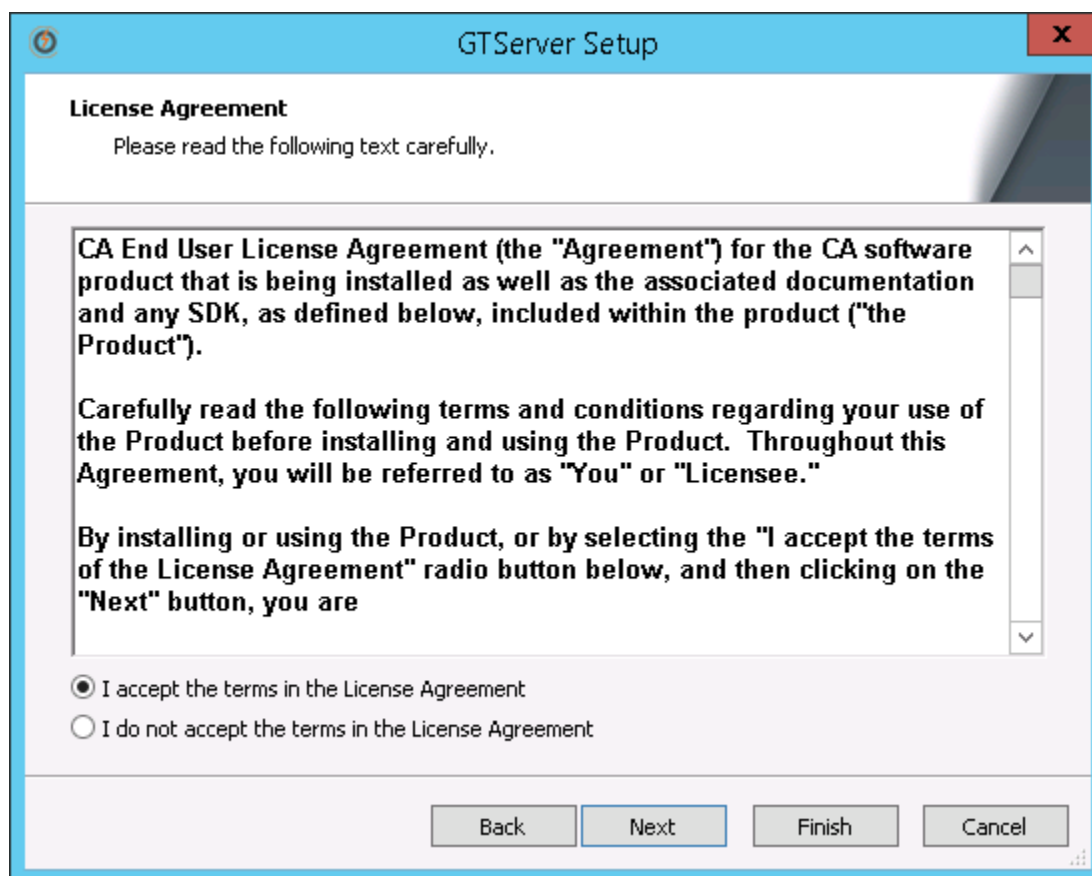 GTServer Setup
x
License Agreement
Please read the following text carefully.
CA End User License Agreement (the "Agreement") for the CA software
product that is being installed as well as the associated documentation
and any SDK, as defined below, included within the product ("the
Product").
Carefully read the following terms and conditions regarding your use of
the Product before installing and using the Product.  Throughout this
Agreement, you will be referred to as "You" or "Licensee."
By installing or using the Product, or by selecting the "I accept the terms
of the License Agreement" radio button below, and then clicking on the
"Next" button, you are
I accept the terms in the License Agreement
I do not accept the terms in the License Agreement
Back
Next
Finish
Cancel